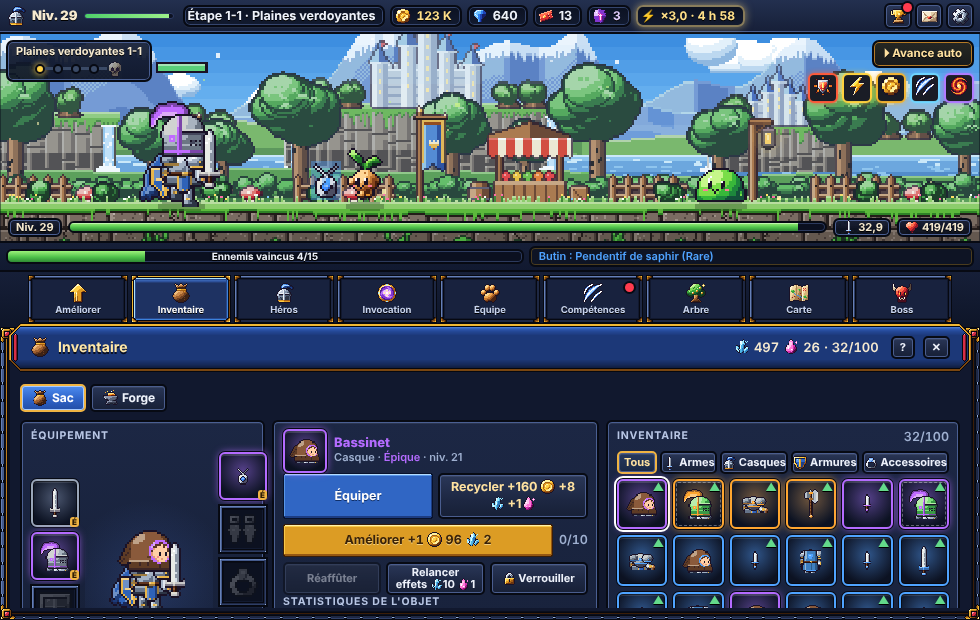 Niv. 29
Étape 1-1 · Plaines verdoyantes
123 K
640
13
3
×3,0 · 4 h 58
Plaines verdoyantes 1-1
Avance auto
Niv. 29
32,9
419/419
Ennemis vaincus 4/15
Butin : Pendentif de saphir (Rare)
Améliorer
Inventaire
Héros
Invocation
Equipe
Compétences
Arbre
Carte
Boss
Inventaire
497
26 · 32/100
?
×
Sac
Forge
ÉQUIPEMENT
E
E
E
Bassinet
Casque · Épique · niv. 21
Équiper
Recycler +160 +8
+1
Améliorer +1 96 2
0/10
Réaffûter
Relancer
effets 10 1
Verrouiller
STATISTIQUES DE L'OBJET
INVENTAIRE
32/100
Tous
Armes
Casques
Armures
Accessoires